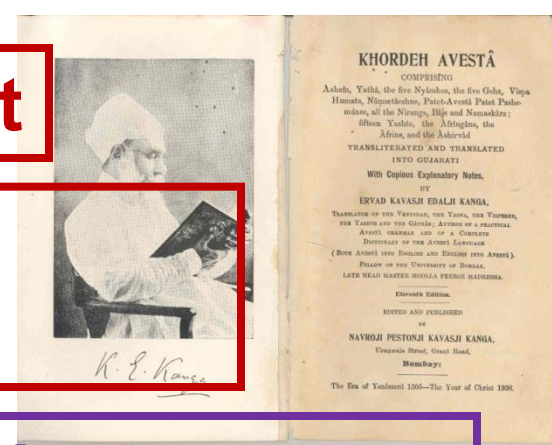 t
K. E. Kanga
KHORDEH AVESTÂ
COMPRISING
Ashem, Yathâ, the five Nyâeshes, the five Gehs, Vispa
Humata, Nâmsetâeshne, Patet-Avestâ Patet Pashe-
mânee, all the Nirangs, Bâjs and Namaskârs;
fifteen Yashts, the Âfringâns, the
Âfrins, and the Âshirvâd
TRANSLITERATED AND TRANSLATED
INTO GUJARATI
With Copious Explanatory Notes,
BY
ERVAD KAVASJI EDALJI KANGA,
TRANSLATOR OF THE VENDIDAD, THE YASNA, THE VISPERED,
THE YASHTS AND THE GÂTHÂS; AUTHOR OF A PRACTICAL
AVESTÂ GRAMMAR AND OF A COMPLETE
DICTIONARY OF THE AVESTÂ LANGUAGE
(BOTH AVESTÂ INTO ENGLISH AND ENGLISH INTO AVESTÂ).
FELLOW OF THE UNIVERSITY OF BOMBAY,
LATE HEAD MASTER MOOLLA FEEROZ MADRESSA.
Eleventh Edition.
EDITED AND PUBLISHED
BY
NAVROJI PESTONJI KAVASJI KANGA,
Street, Grant Road,
Bombay:
The Era of Yezdezerd 1305—The Year of Christ 1936.